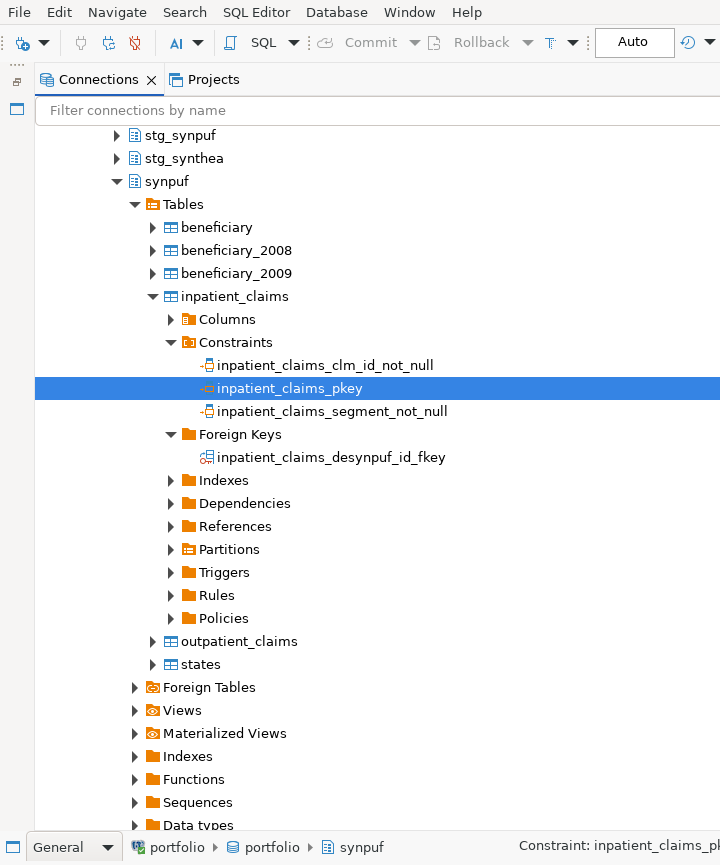 File Edit Navigate Search SQL Editor Database Window Help
AI SQL Commit Rollback T Auto
Connections Projects
Filter connections by name
stg_synpuf
stg_synthea
synpuf
Tables
beneficiary
beneficiary_2008
beneficiary_2009
inpatient_claims
Columns
Constraints
inpatient_claims_clm_id_not_null
inpatient_claims_pkey
inpatient_claims_segment_not_null
Foreign Keys
inpatient_claims_desynpuf_id_fkey
Indexes
Dependencies
References
Partitions
Triggers
Rules
Policies
outpatient_claims
states
Foreign Tables
Views
Materialized Views
Indexes
Functions
Sequences
Data types
General portfolio portfolio synpuf Constraint: inpatient_claims_pk